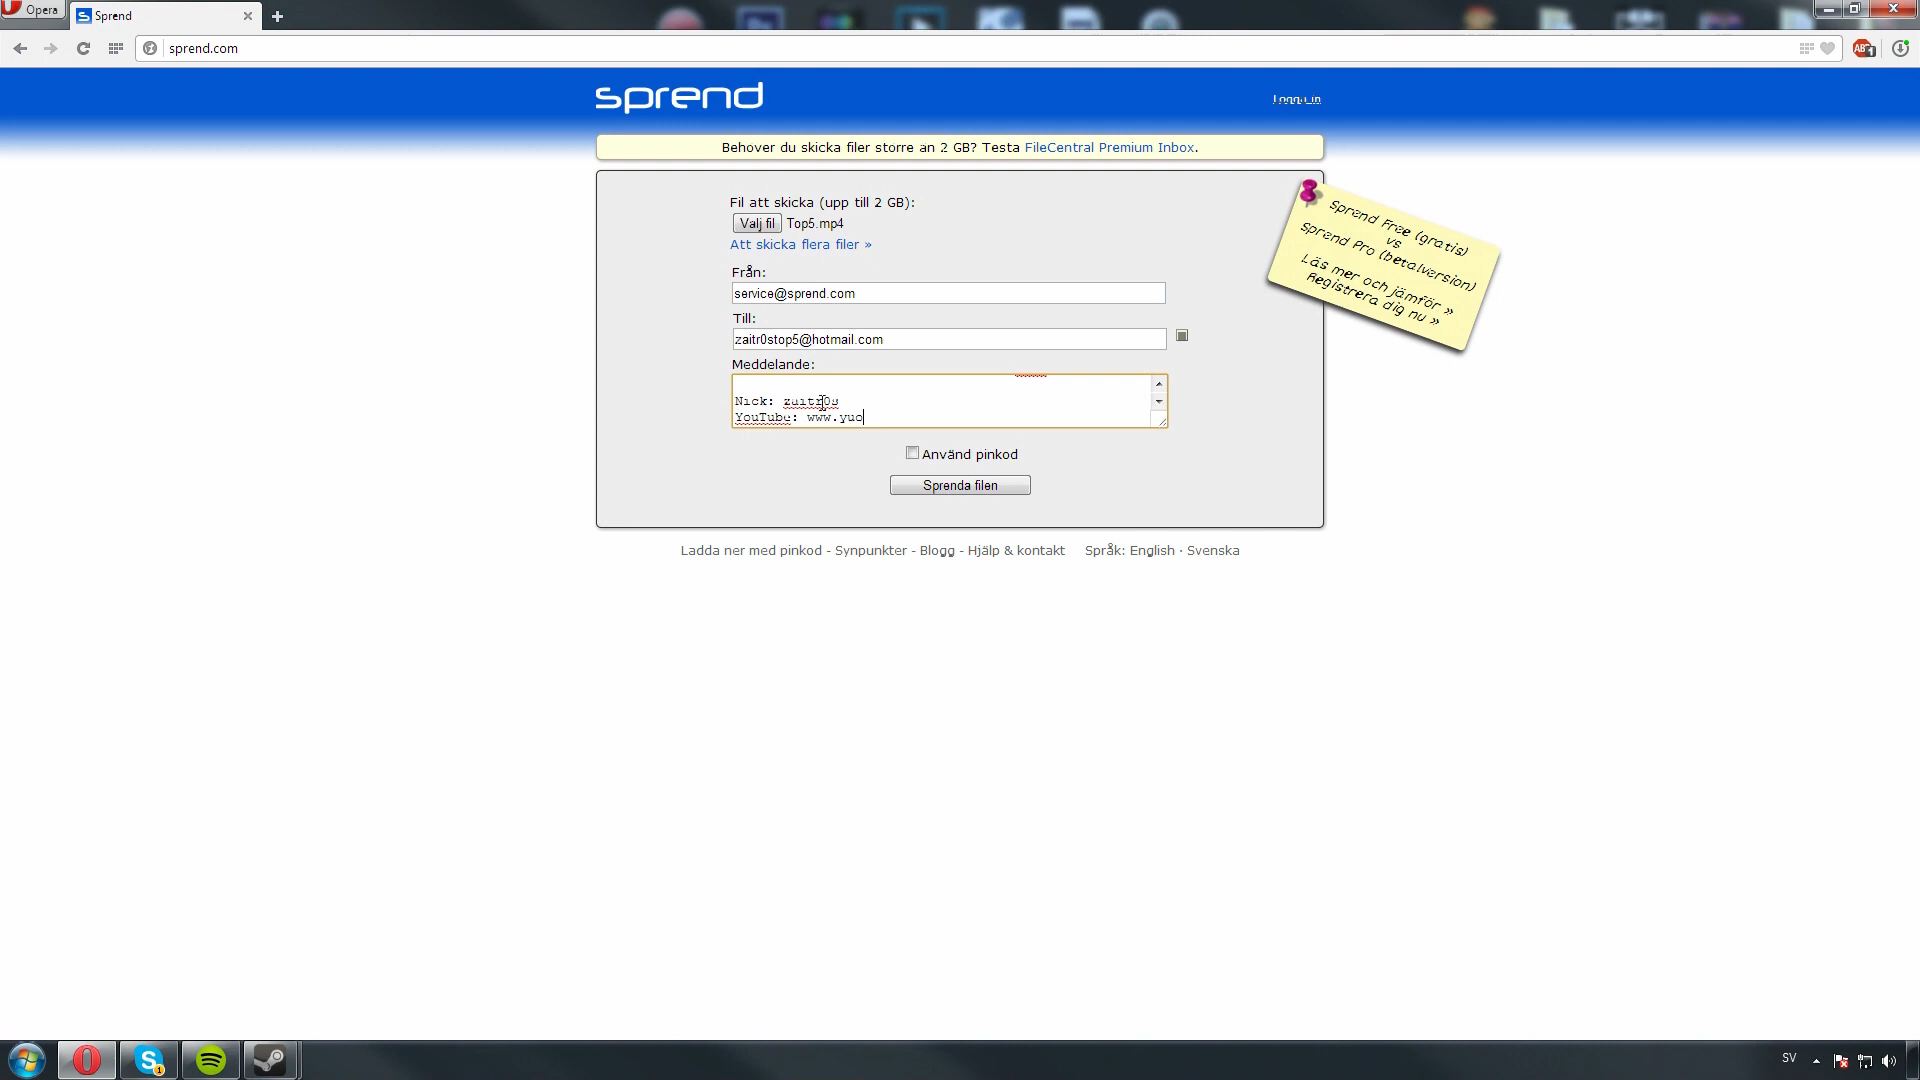 Opera
Sprend
sprend.com
ABP
1
sprend
Logga in
Behover du skicka filer storre an 2 GB? Testa FileCentral Premium Inbox.
Fil att skicka (upp till 2 GB):
Valj fil Top5.mp4
Att skicka flera filer »
Från:
service@sprend.com
Till:
zaitr0stop5@hotmail.com
Meddelande:
Nick: zaitr0s
YouTube: www.yuo
Använd pinkod
Sprenda filen
Sprend Free (gratis)
vs
Sprend Pro (betalversion)
Läs mer och jämför »
Registrera dig nu »
Ladda ner med pinkod - Synpunkter - Blogg - Hjälp & kontakt Språk: English · Svenska
SV